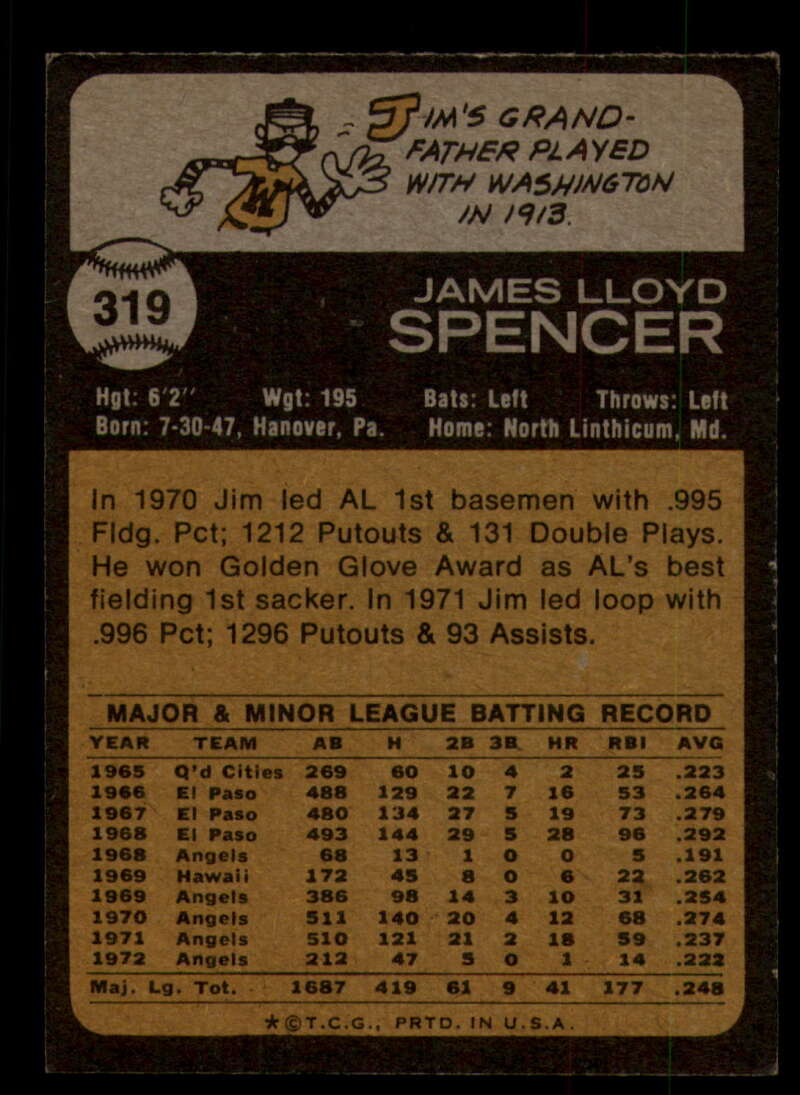 JIM'S GRAND-
FATHER PLAYED
WITH WASHINGTON
IN 1913.
W
319
JAMES LLOYD
SPENCER
Hgt: 6'2" Wgt: 195 Bats: Left Throws: Left
Born: 7-30-47, Hanover, Pa. Home: North Linthicum, Md.
In 1970 Jim led AL 1st basemen with .995
Fldg. Pct; 1212 Putouts & 131 Double Plays.
He won Golden Glove Award as AL's best
fielding 1st sacker. In 1971 Jim led loop with
.996 Pct; 1296 Putouts & 93 Assists.
MAJOR & MINOR LEAGUE BATTING RECORD
YEAR TEAM AB H 2B 3B HR RBI AVG
1965 Q'd Cities 269 60 10 4 2 25 .223
1966 El Paso 488 129 22 7 16 53 .264
1967 El Paso 480 134 27 5 19 73 .279
1968 El Paso 493 144 29 5 28 96 .292
1968 Angels 68 13 1 0 0 5 .191
1969 Hawaii 172 45 8 0 6 22 .262
1969 Angels 386 98 14 3 10 31 .254
1970 Angels 511 140 20 4 12 68 .274
1971 Angels 510 121 21 2 18 59 .237
1972 Angels 212 47 5 0 1 14 .222
Maj. Lg. Tot. 1687 419 61 9 41 177 .248
*©T.C.G., PRTD. IN U.S.A.